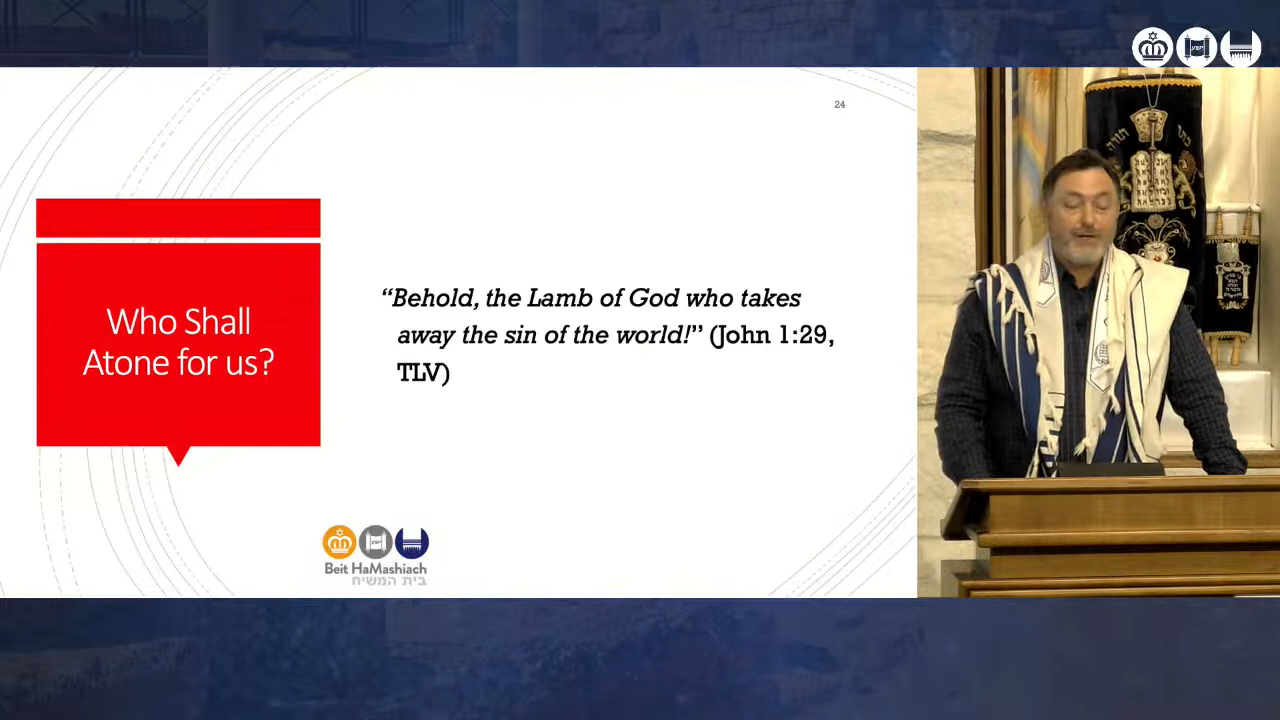 24
Who Shall
Atone for us?
“Behold, the Lamb of God who takes
away the sin of the world!” (John 1:29,
TLV)
Beit HaMashiach
בית המשיח